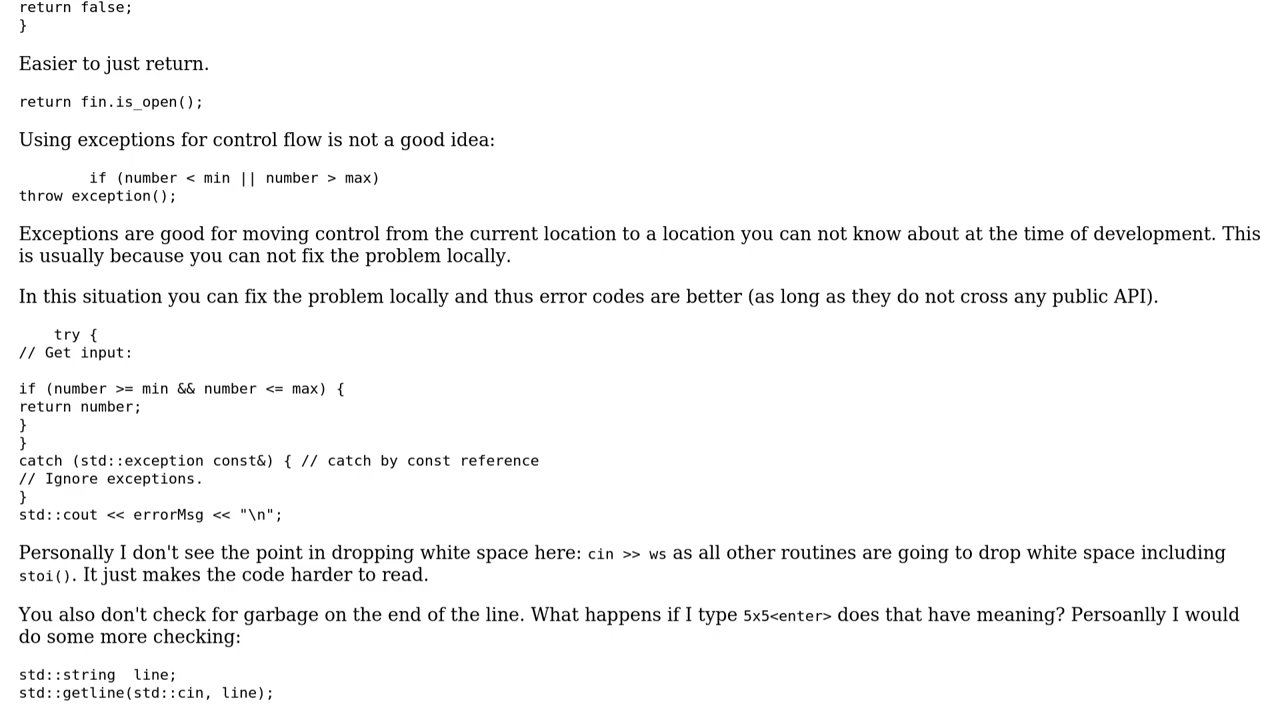 return false;
}
Easier to just return.
return fin.is_open();
Using exceptions for control flow is not a good idea:
if (number < min || number > max)
throw exception();
Exceptions are good for moving control from the current location to a location you can not know about at the time of development. This
is usually because you can not fix the problem locally.
In this situation you can fix the problem locally and thus error codes are better (as long as they do not cross any public API).
try {
// Get input:
if (number >= min && number <= max) {
return number;
}
}
catch (std::exception const&) { // catch by const reference
// Ignore exceptions.
}
std::cout << errorMsg << "\n";
Personally I don't see the point in dropping white space here: cin >> ws as all other routines are going to drop white space including
stoi(). It just makes the code harder to read.
You also don't check for garbage on the end of the line. What happens if I type 5x5<enter> does that have meaning? Persoanlly I would
do some more checking:
std::string  line;
std::getline(std::cin, line);